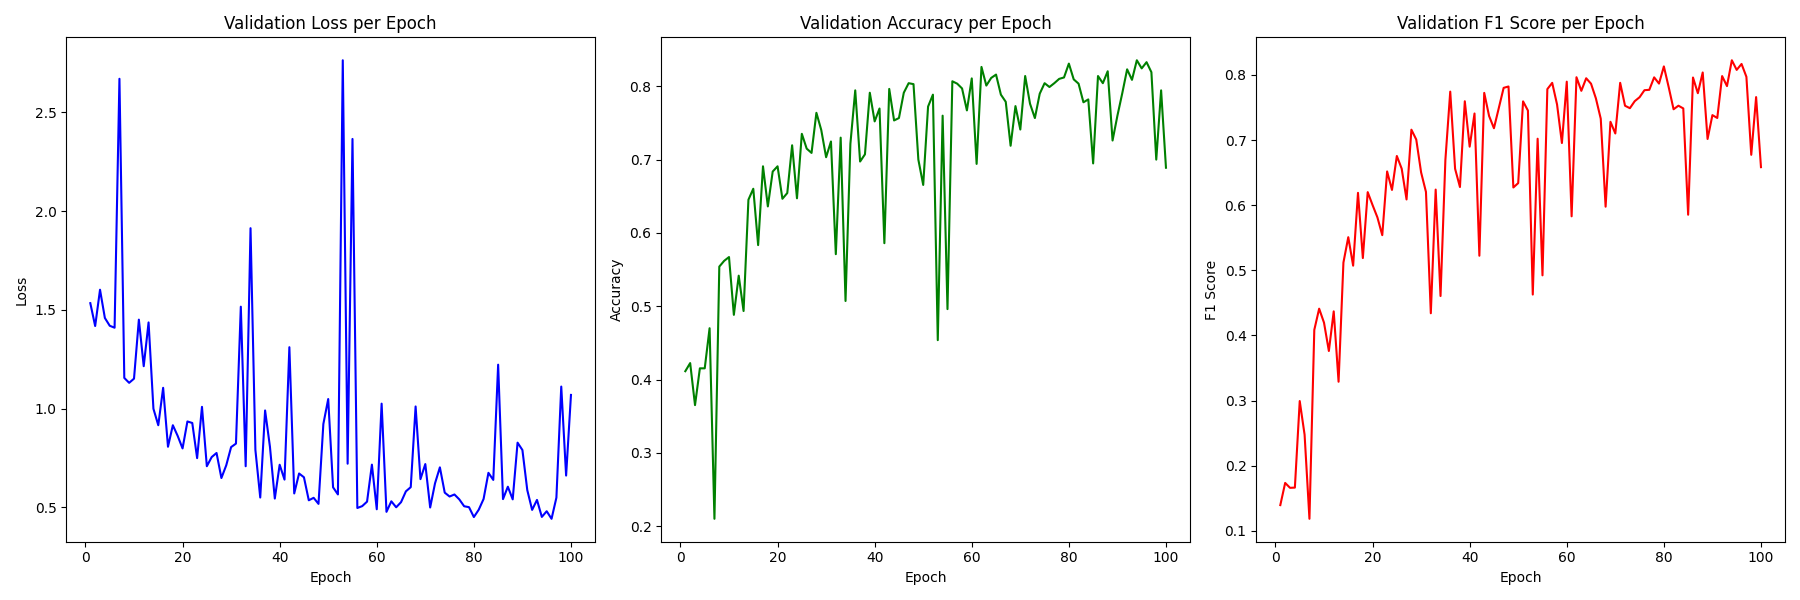 Validation Loss per Epoch
Loss
2.5
2.0
1.5
1.0
0.5
0 20 40 60 80 100
Epoch
Validation Accuracy per Epoch
Accuracy
0.8
0.7
0.6
0.5
0.4
0.3
0.2
0 20 40 60 80 100
Epoch
Validation F1 Score per Epoch
F1 Score
0.8
0.7
0.6
0.5
0.4
0.3
0.2
0.1
0 20 40 60 80 100
Epoch